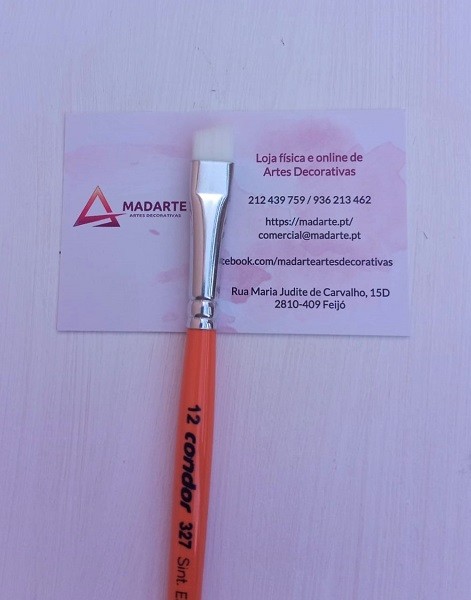 MADARTE
ARTES DECORATIVAS
Loja física e online de
Artes Decorativas
212 439 759 / 936 213 462
https://madarte.pt/
comercial@madarte.pt
cebook.com/madarteartesdecorativas
Rua Maria Judite de Carvalho, 15D
2810-409 Feijó
12 condor 327 Sint. E